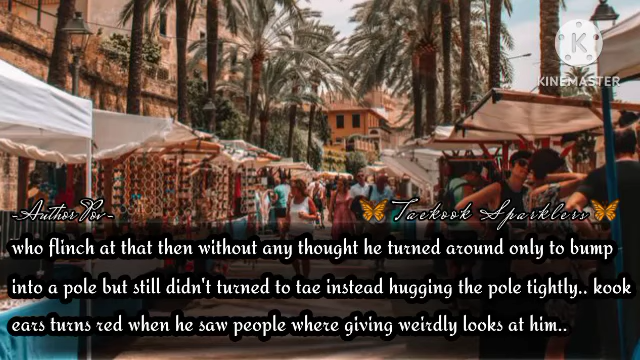 KINEMASTER
-Author Pov-
🦋 Taekook Sparklers 🦋
who flinch at that then without any thought he turned around only to bump
into a pole but still didn't turned to tae instead hugging the pole tightly.. kook
ears turns red when he saw people where giving weirdly looks at him..